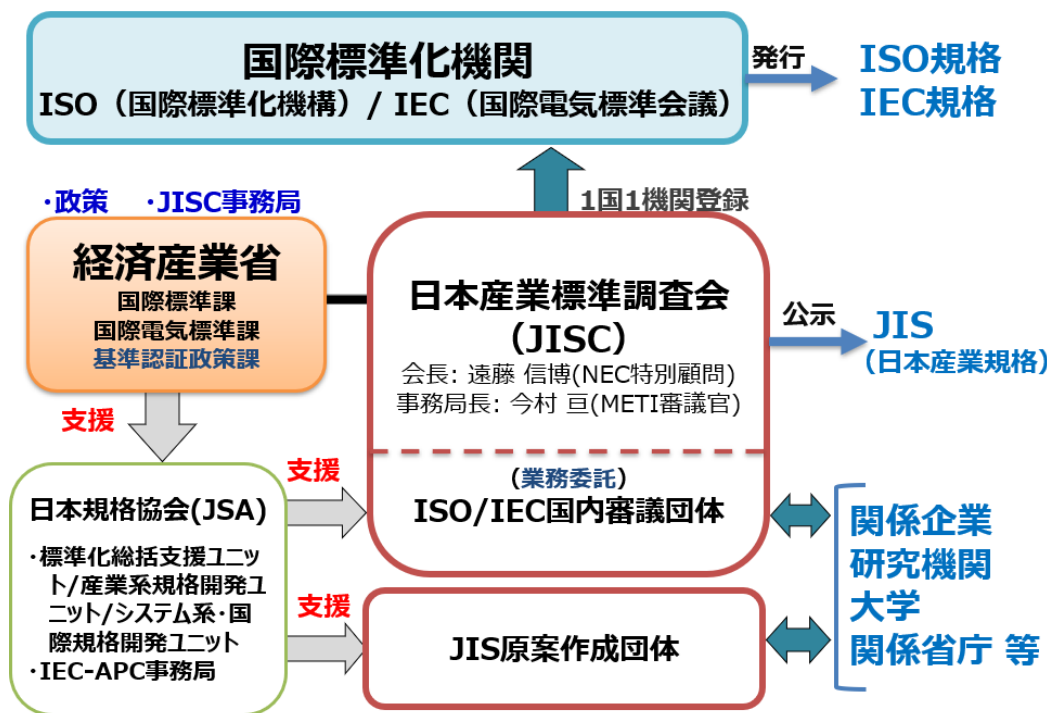 国際標準化機関
ISO（国際標準化機構）/ IEC（国際電気標準会議）
発行
ISO規格
IEC規格
・政策 ・JISC事務局
1国1機関登録
経済産業省
国際標準課
国際電気標準課
基準認証政策課
日本産業標準調査会
（JISC）
会長: 遠藤 信博(NEC特別顧問)
事務局長: 今村 亘(METI審議官)
公示
JIS
（日本産業規格）
支援
日本規格協会(JSA)
・標準化総括支援ユニッ
ト/産業系規格開発ユ
ニット/システム系・国
際規格開発ユニット
・IEC-APC事務局
支援
（業務委託）
ISO/IEC国内審議団体
支援
JIS原案作成団体
関係企業
研究機関
大学
関係省庁 等